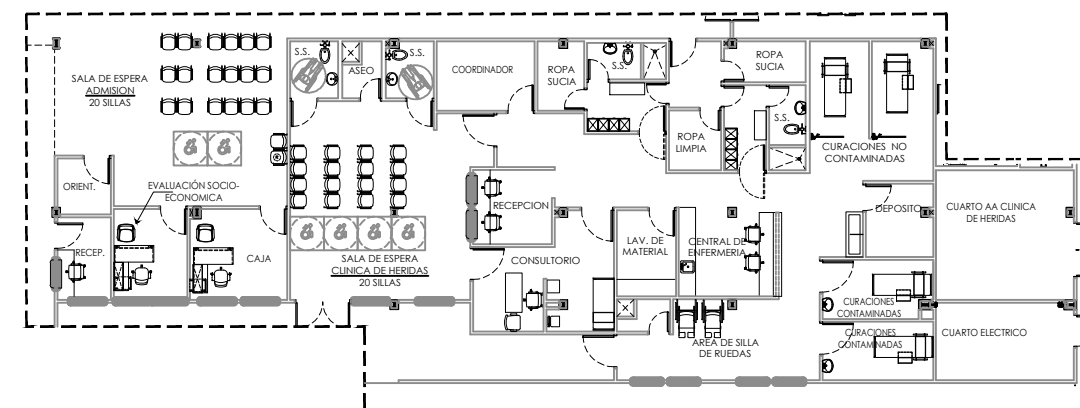 SALA DE ESPERA
ADMISION
20 SILLAS
S.S.
ASEO
S.S.
COORDINADOR
ROPA
SUCIA
S.S.
ROPA
SUCIA
S.S.
ROPA
LIMPIA
CURACIONES NO
CONTAMINADAS
ORIENT.
EVALUACIÓN SOCIO-
ECONOMICA
RECEP.
CAJA
SALA DE ESPERA
CLINICA DE HERIDAS
20 SILLAS
RECEPCION
CONSULTORIO
LAV. DE
MATERIAL
CENTRAL DE
ENFERMERIA
DEPOSITO
CUARTO AA CLINICA
DE HERIDAS
CURACIONES
CONTAMINADAS
CURACIONES
CONTAMINADAS
CUARTO ELECTRICO
AREA DE SILLA
DE RUEDAS